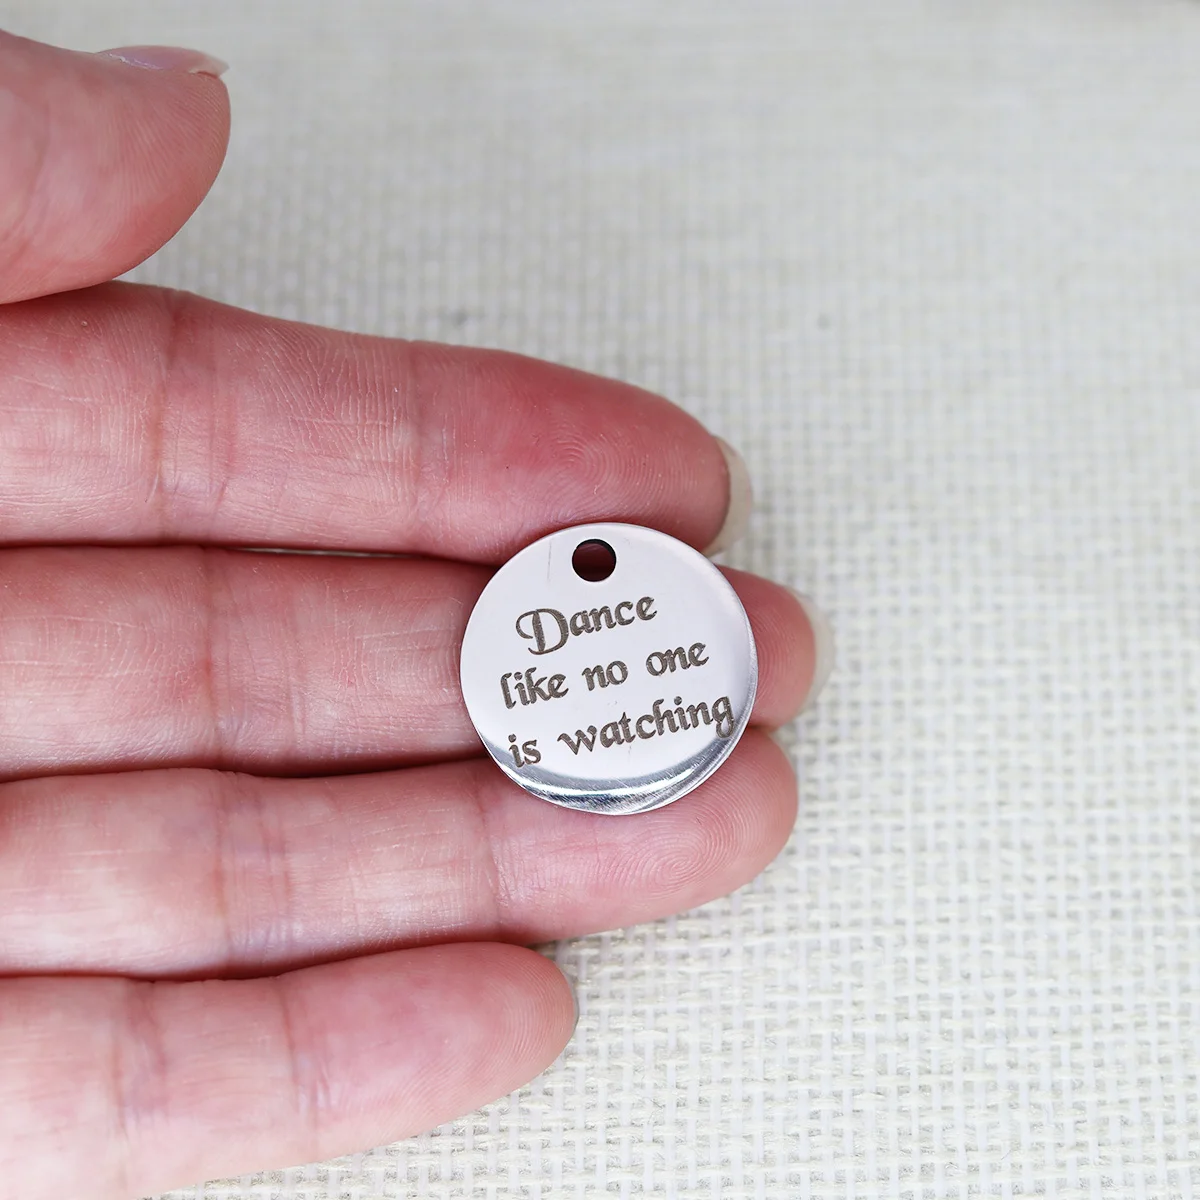 Dance
like no one
is watching